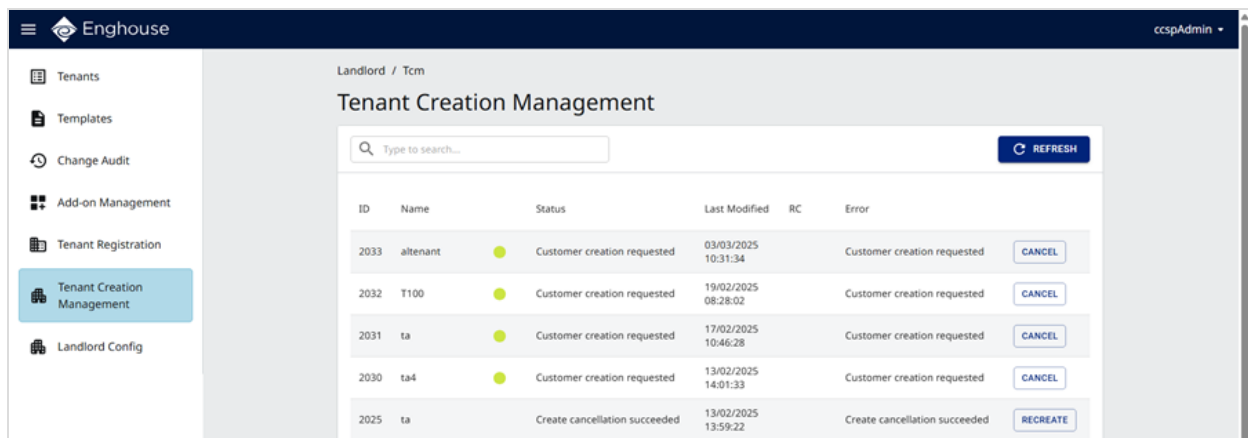 Enghouse
ccspAdmin
Tenants
Templates
Change Audit
Add-on Management
Tenant Registration
Tenant Creation
Management
Landlord Config
Landlord / Tcm
Tenant Creation Management
Type to search...
REFRESH
ID Name Status Last Modified RC Error
2033 altenant Customer creation requested 03/03/2025 10:31:34 Customer creation requested CANCEL
2032 T100 Customer creation requested 19/02/2025 08:28:02 Customer creation requested CANCEL
2031 ta Customer creation requested 17/02/2025 10:46:28 Customer creation requested CANCEL
2030 ta4 Customer creation requested 13/02/2025 14:01:33 Customer creation requested CANCEL
2025 ta Create cancellation succeeded 13/02/2025 13:59:22 Create cancellation succeeded RECREATE